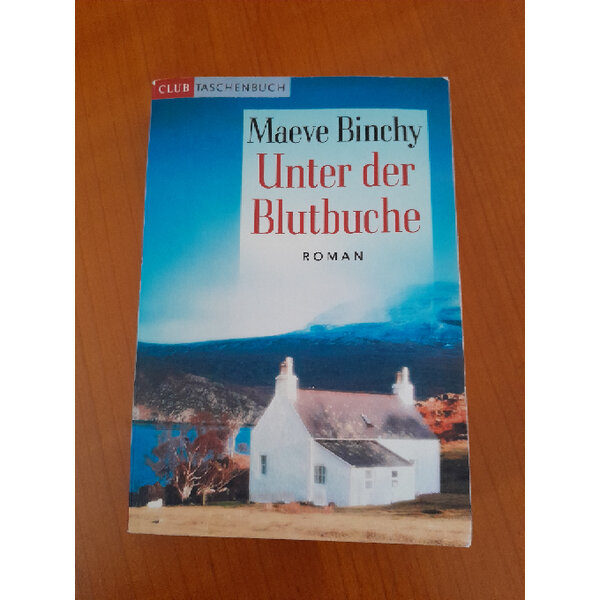 CLUB TASCHENBUCH
Maeve Binchy
Unter der
Blutbuche
ROMAN